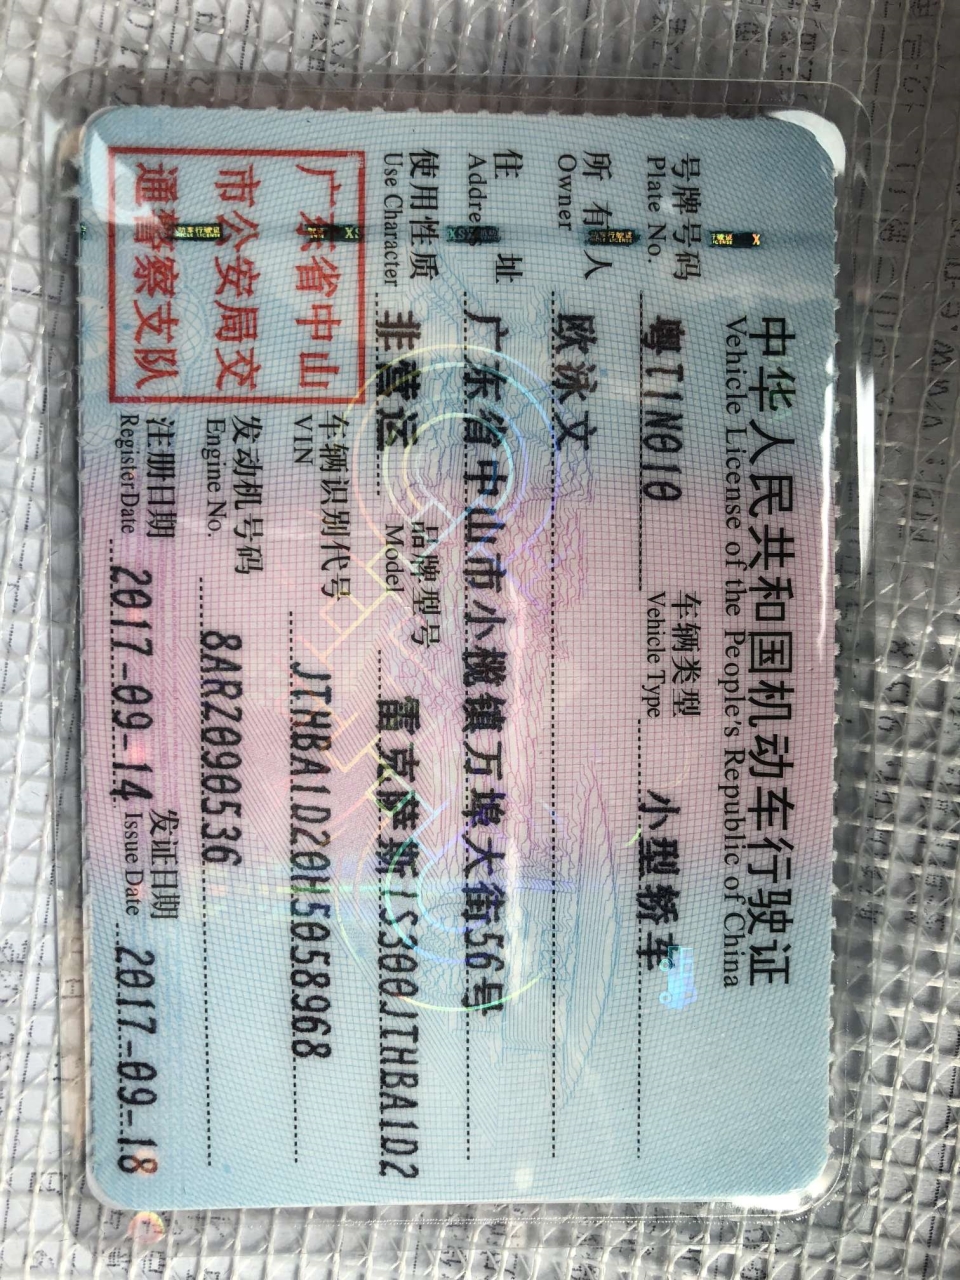 中华人民共和国机动车行驶证
Vehicle License of the People's Republic of China
号牌号码 粤T1N010 车辆类型 小型轿车
Plate No. Vehicle Type
所有人 欧泳文
Owner
住址 广东省中山市小榄镇万埠大街56号
Address
使用性质 非营运 品牌型号 雷克萨斯IS300JTHBA1D2
Use Character Model
广东省中山
市公安局交
通警察支队
车辆识别代号 JTHBA1D20H5058968
VIN
发动机号码 8ARZ090536
Engine No.
注册日期 2017-09-14 发证日期 2017-09-18
Register Date Issue Date